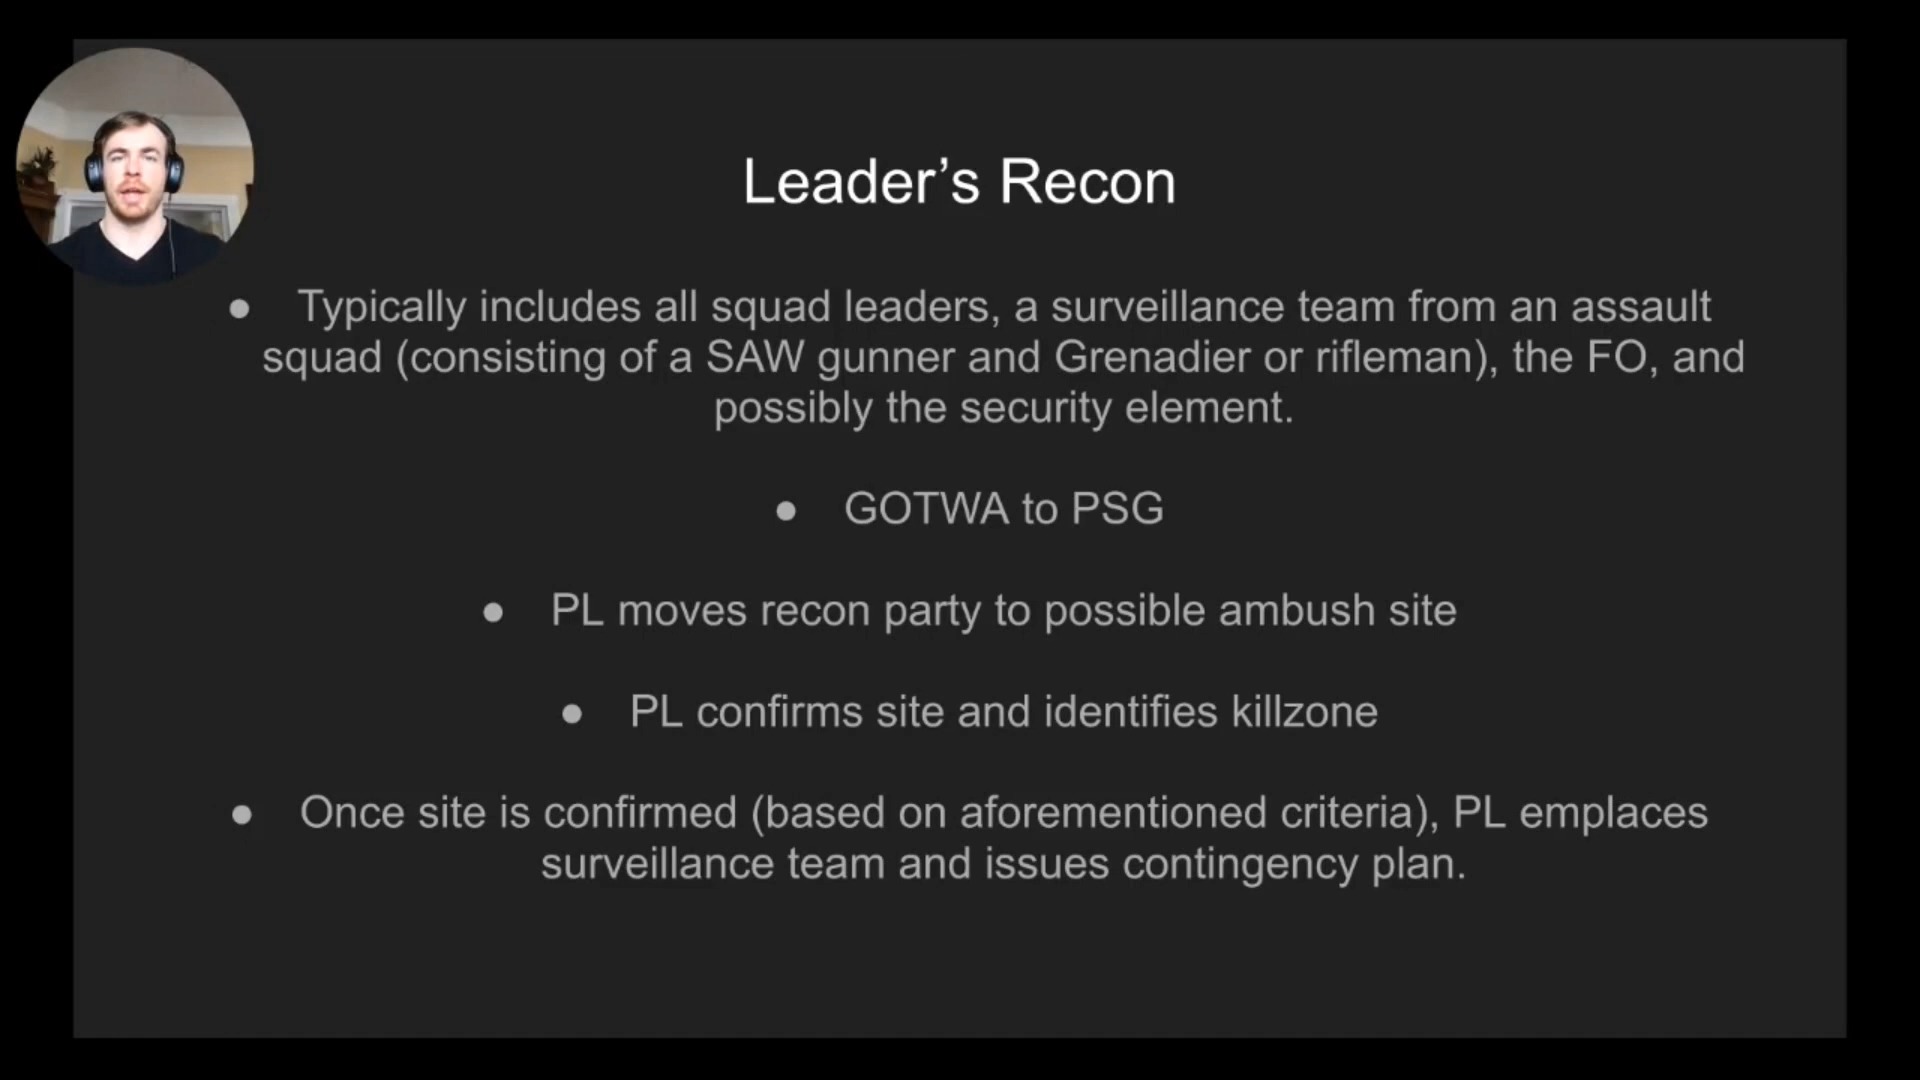 Leader’s Recon
● Typically includes all squad leaders, a surveillance team from an assault
squad (consisting of a SAW gunner and Grenadier or rifleman), the FO, and
possibly the security element.
● GOTWA to PSG
● PL moves recon party to possible ambush site
● PL confirms site and identifies killzone
● Once site is confirmed (based on aforementioned criteria), PL emplaces
surveillance team and issues contingency plan.